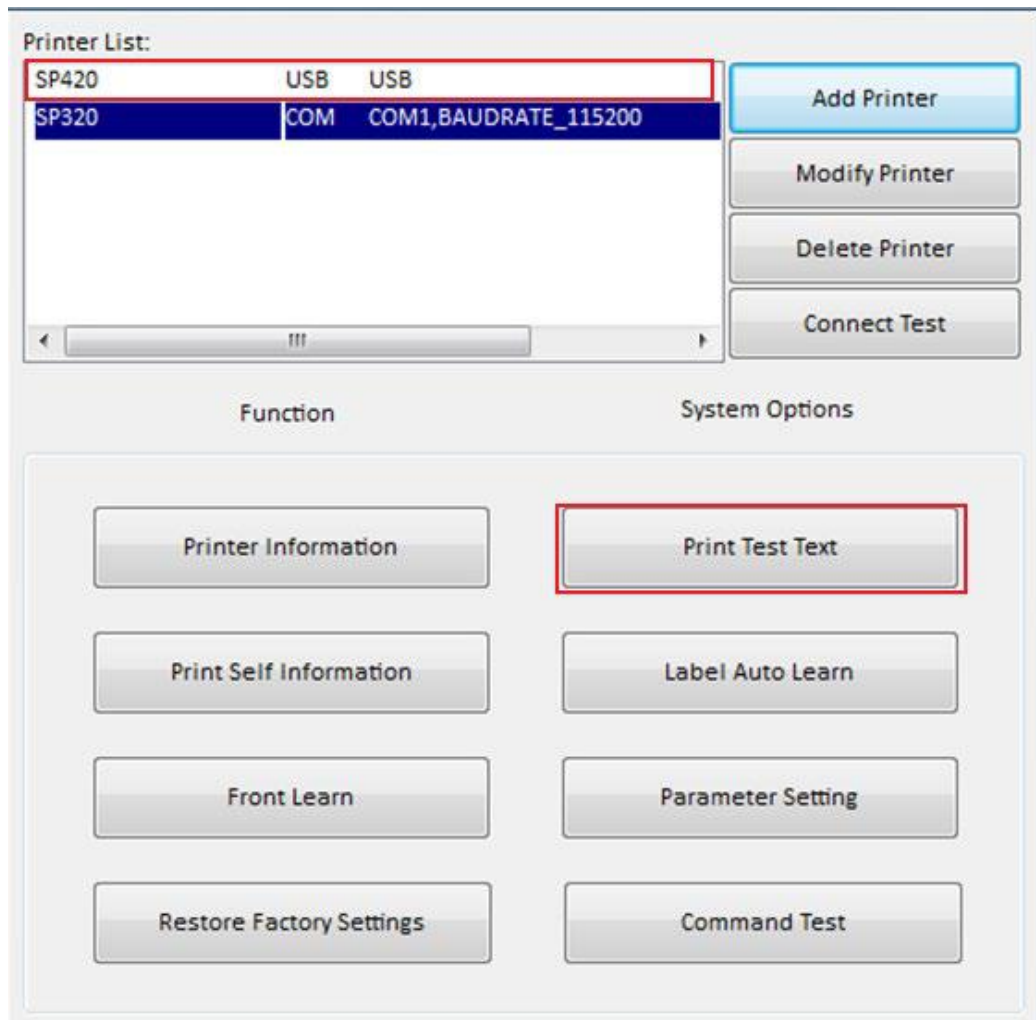 Printer List:
SP420 USB USB
SP320 COM COM1,BAUDRATE_115200
Add Printer
Modify Printer
Delete Printer
Connect Test
Function
System Options
Printer Information
Print Test Text
Print Self Information
Label Auto Learn
Front Learn
Parameter Setting
Restore Factory Settings
Command Test